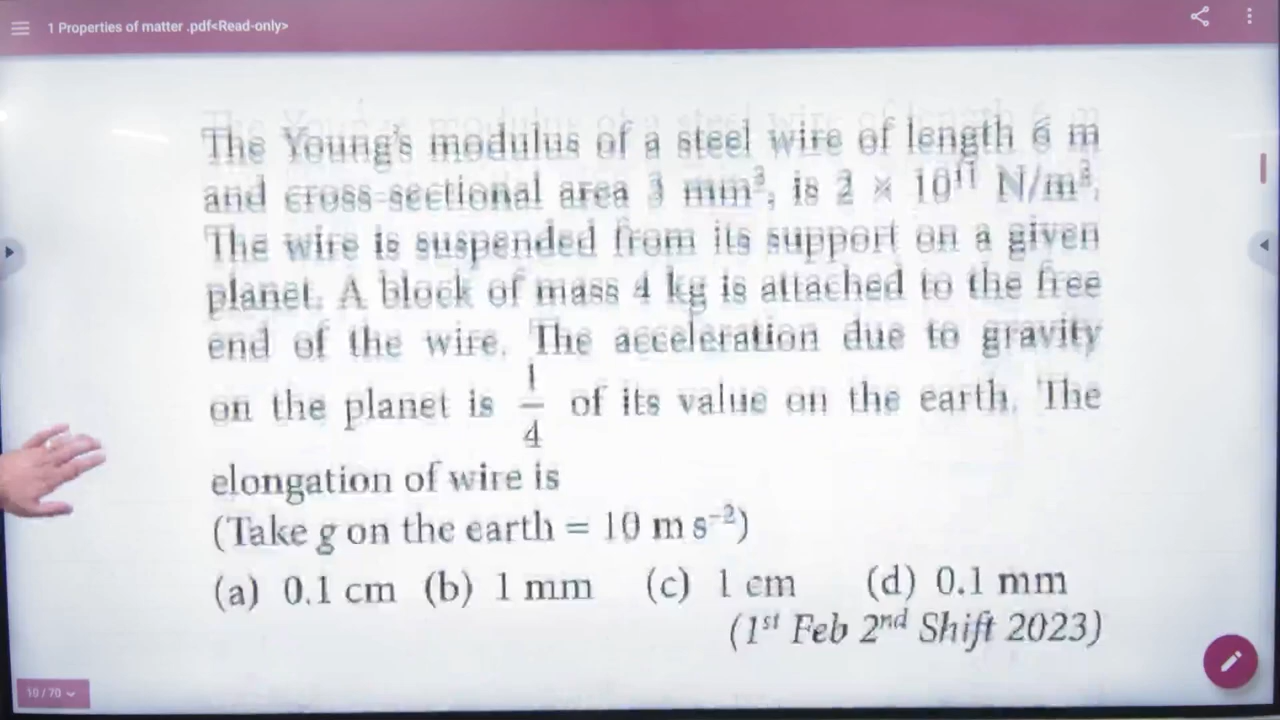 1 Properties of matter .pdf<Read-only>
The Young's modulus of a steel wire of length 6 m
and cross-sectional area 3 mm², is 2 × 10¹¹ N/m².
The wire is suspended from its support on a given
planet. A block of mass 4 kg is attached to the free
end of the wire. The acceleration due to gravity
on the planet is 1/4 of its value on the earth. The
elongation of wire is
(Take g on the earth = 10 m s⁻²)
(a) 0.1 cm (b) 1 mm (c) 1 cm (d) 0.1 mm
(1st Feb 2nd Shift 2023)
10 / 70